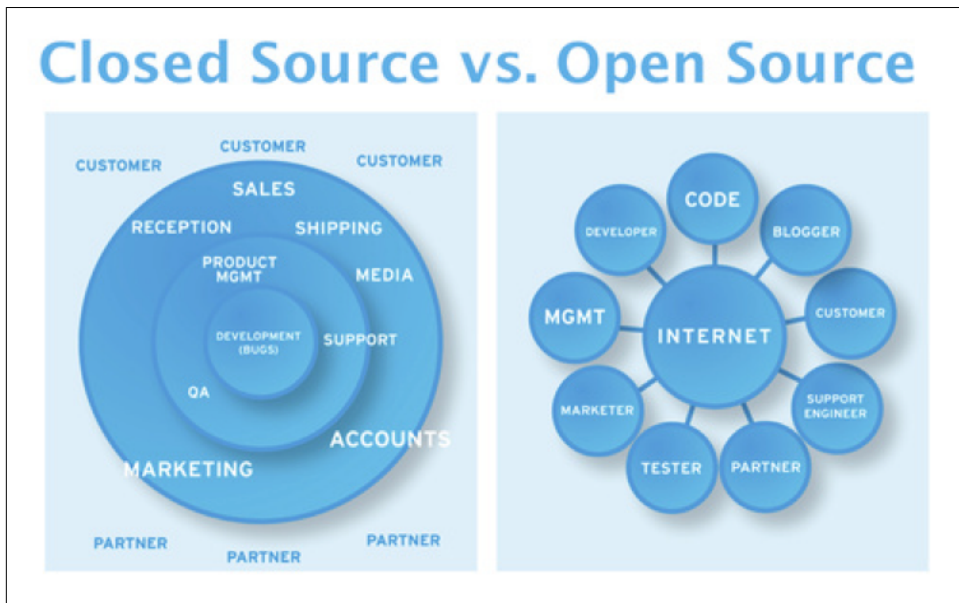 Closed Source vs. Open Source
CUSTOMER
CUSTOMER
CUSTOMER
SALES
RECEPTION
SHIPPING
PRODUCT
MGMT
MEDIA
DEVELOPMENT
(BUGS)
SUPPORT
QA
ACCOUNTS
MARKETING
PARTNER
PARTNER
PARTNER
CODE
DEVELOPER
BLOGGER
MGMT
INTERNET
CUSTOMER
MARKETER
SUPPORT
ENGINEER
TESTER
PARTNER